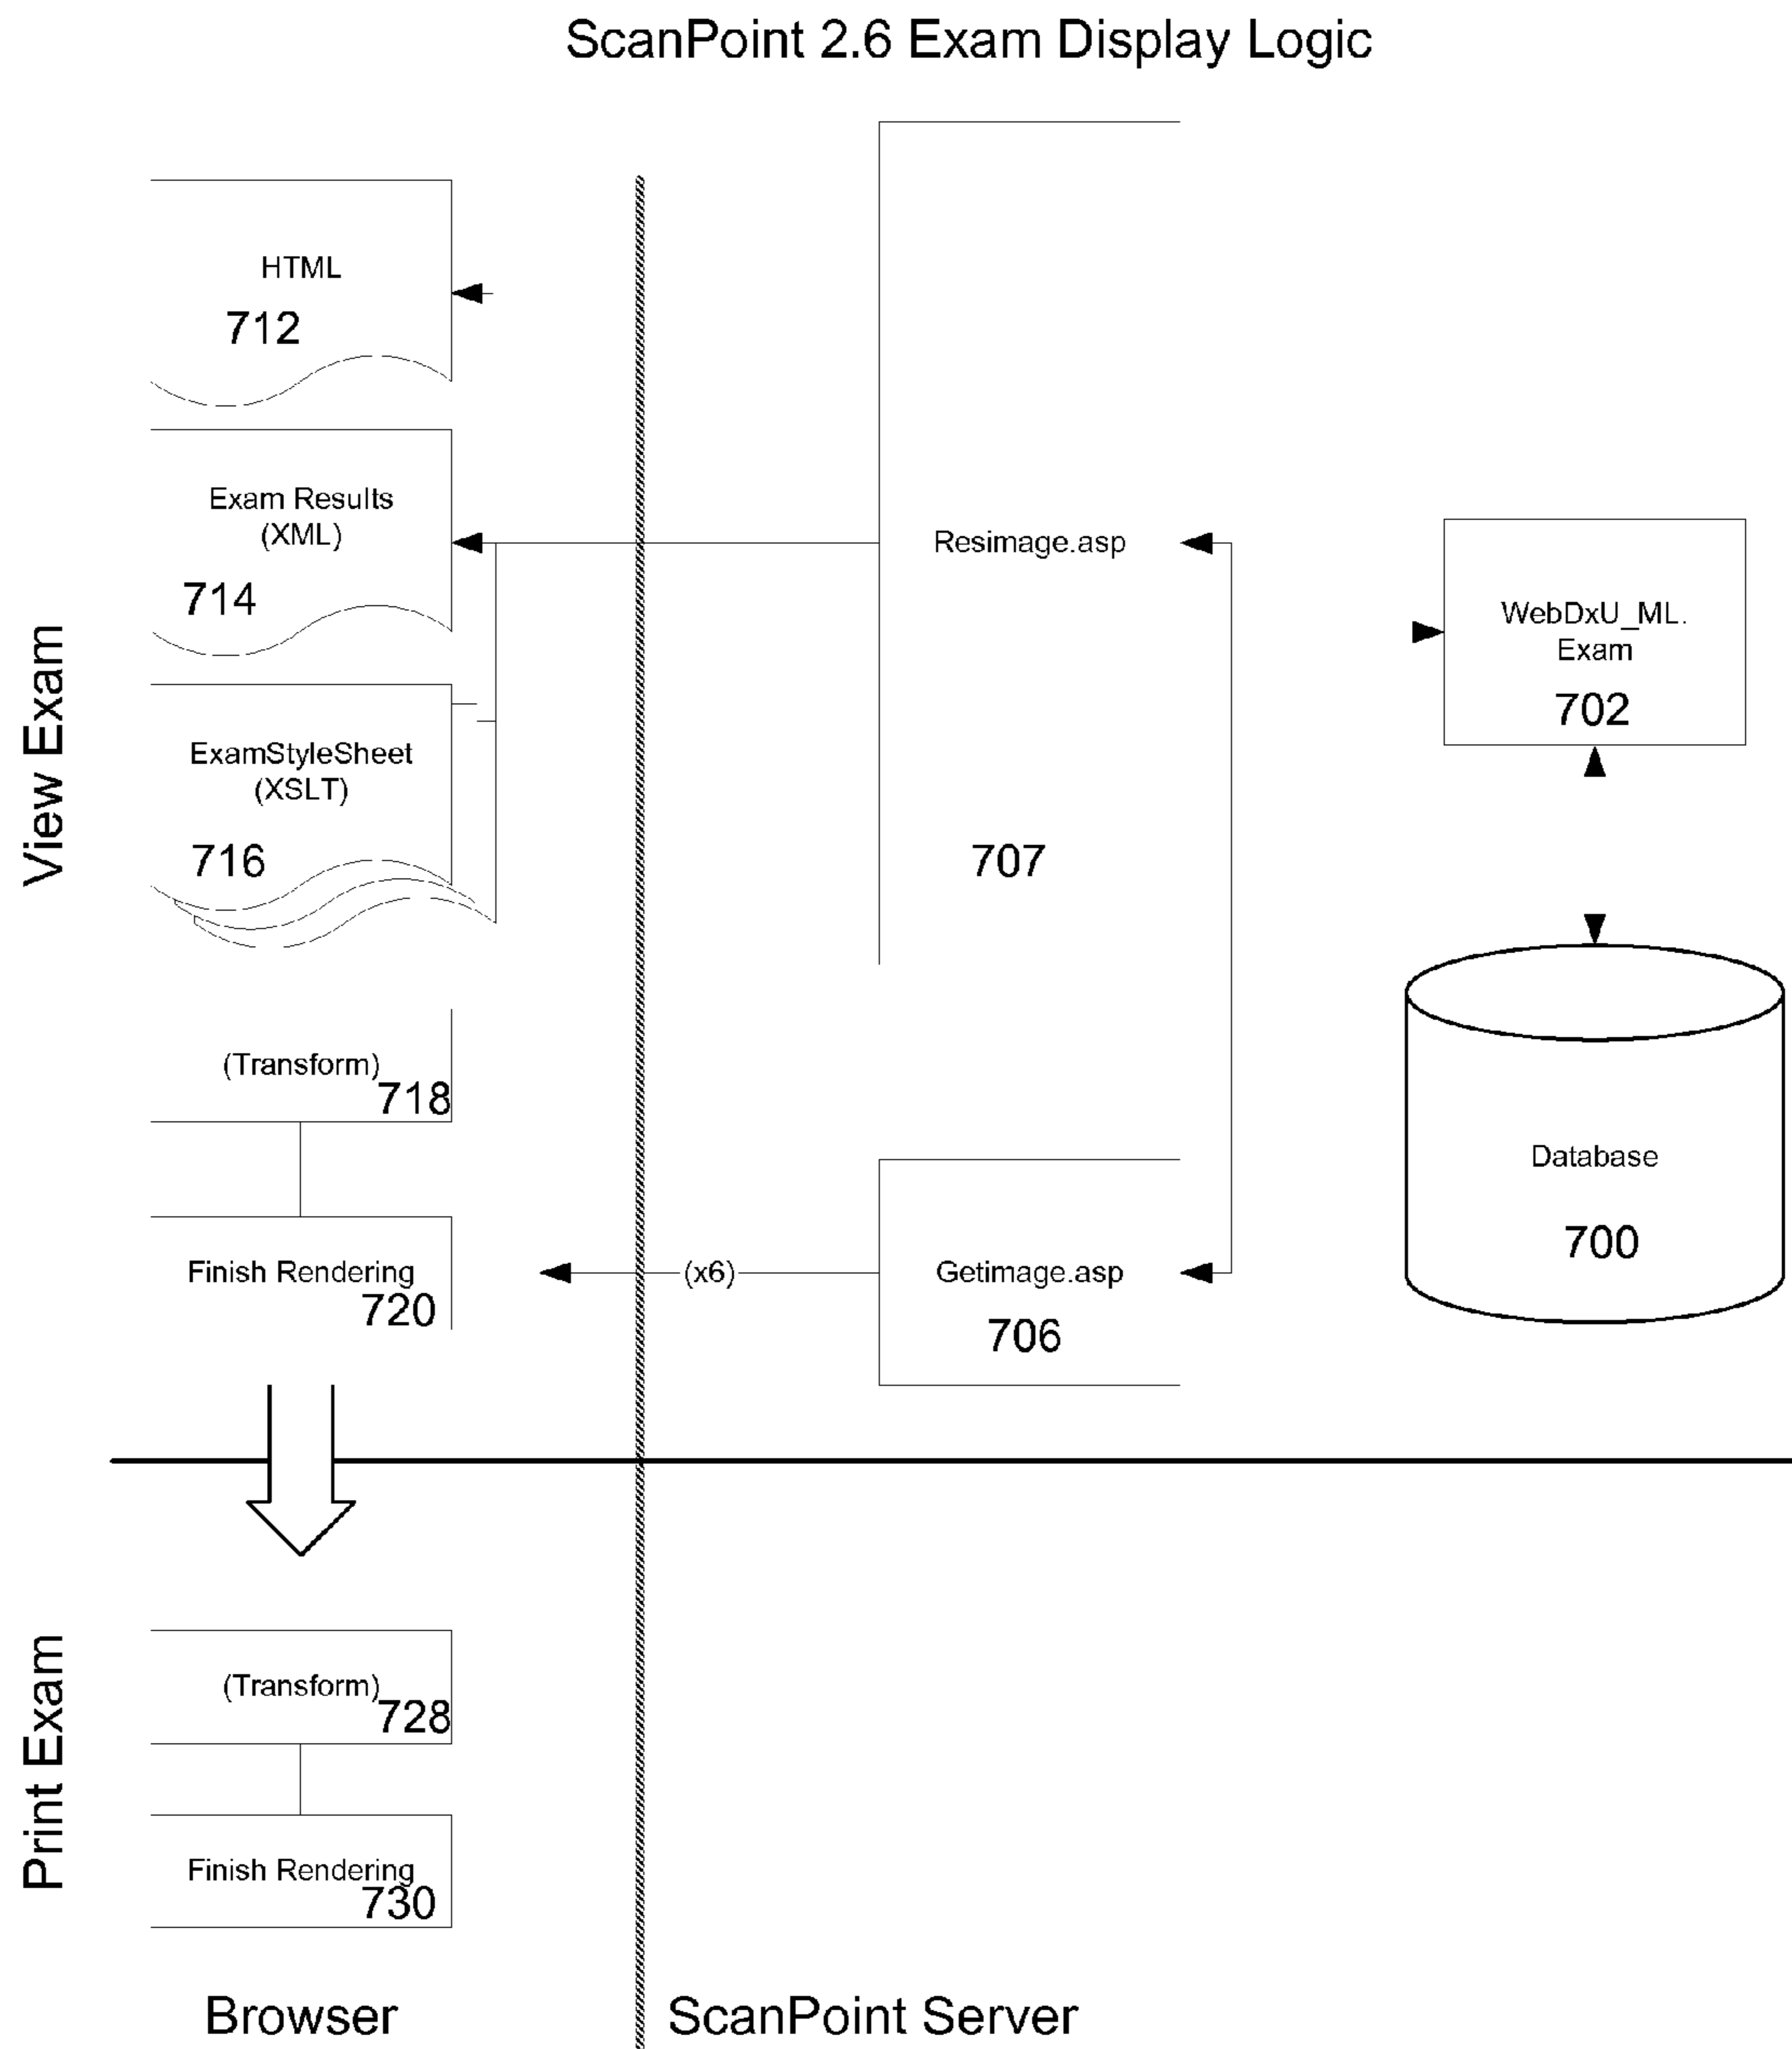 ScanPoint 2.6 Exam Display Logic
HTML
712
Exam Results
(XML)
714
ExamStyleSheet
(XSLT)
716
View Exam
(Transform)
718
Finish Rendering
720
Resimage.asp
707
(x6)
Getimage.asp
706
WebDxU_ML.
Exam
702
Database
700
Print Exam
(Transform)
728
Finish Rendering
730
Browser
ScanPoint Server